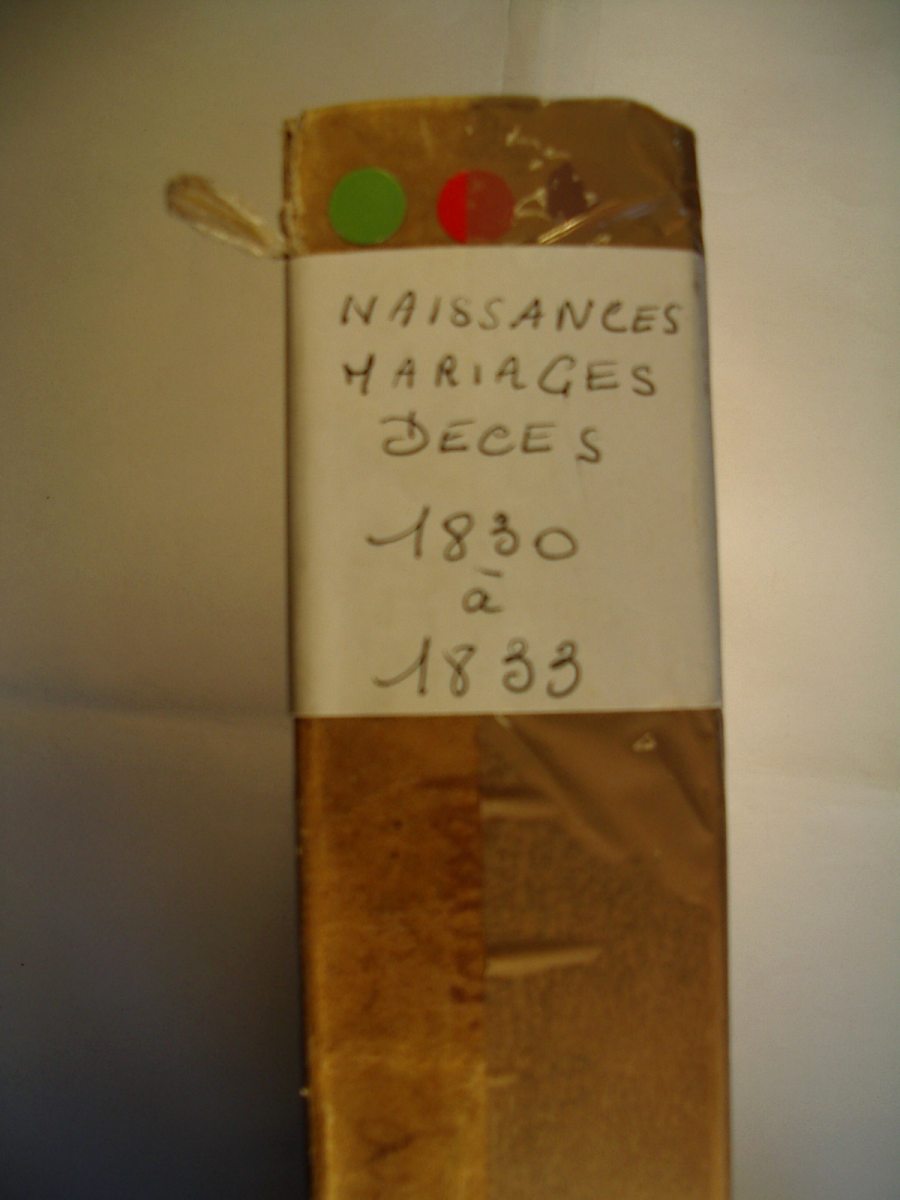 NAISSANCES
MARIAGES
DECES
1830
à
1833